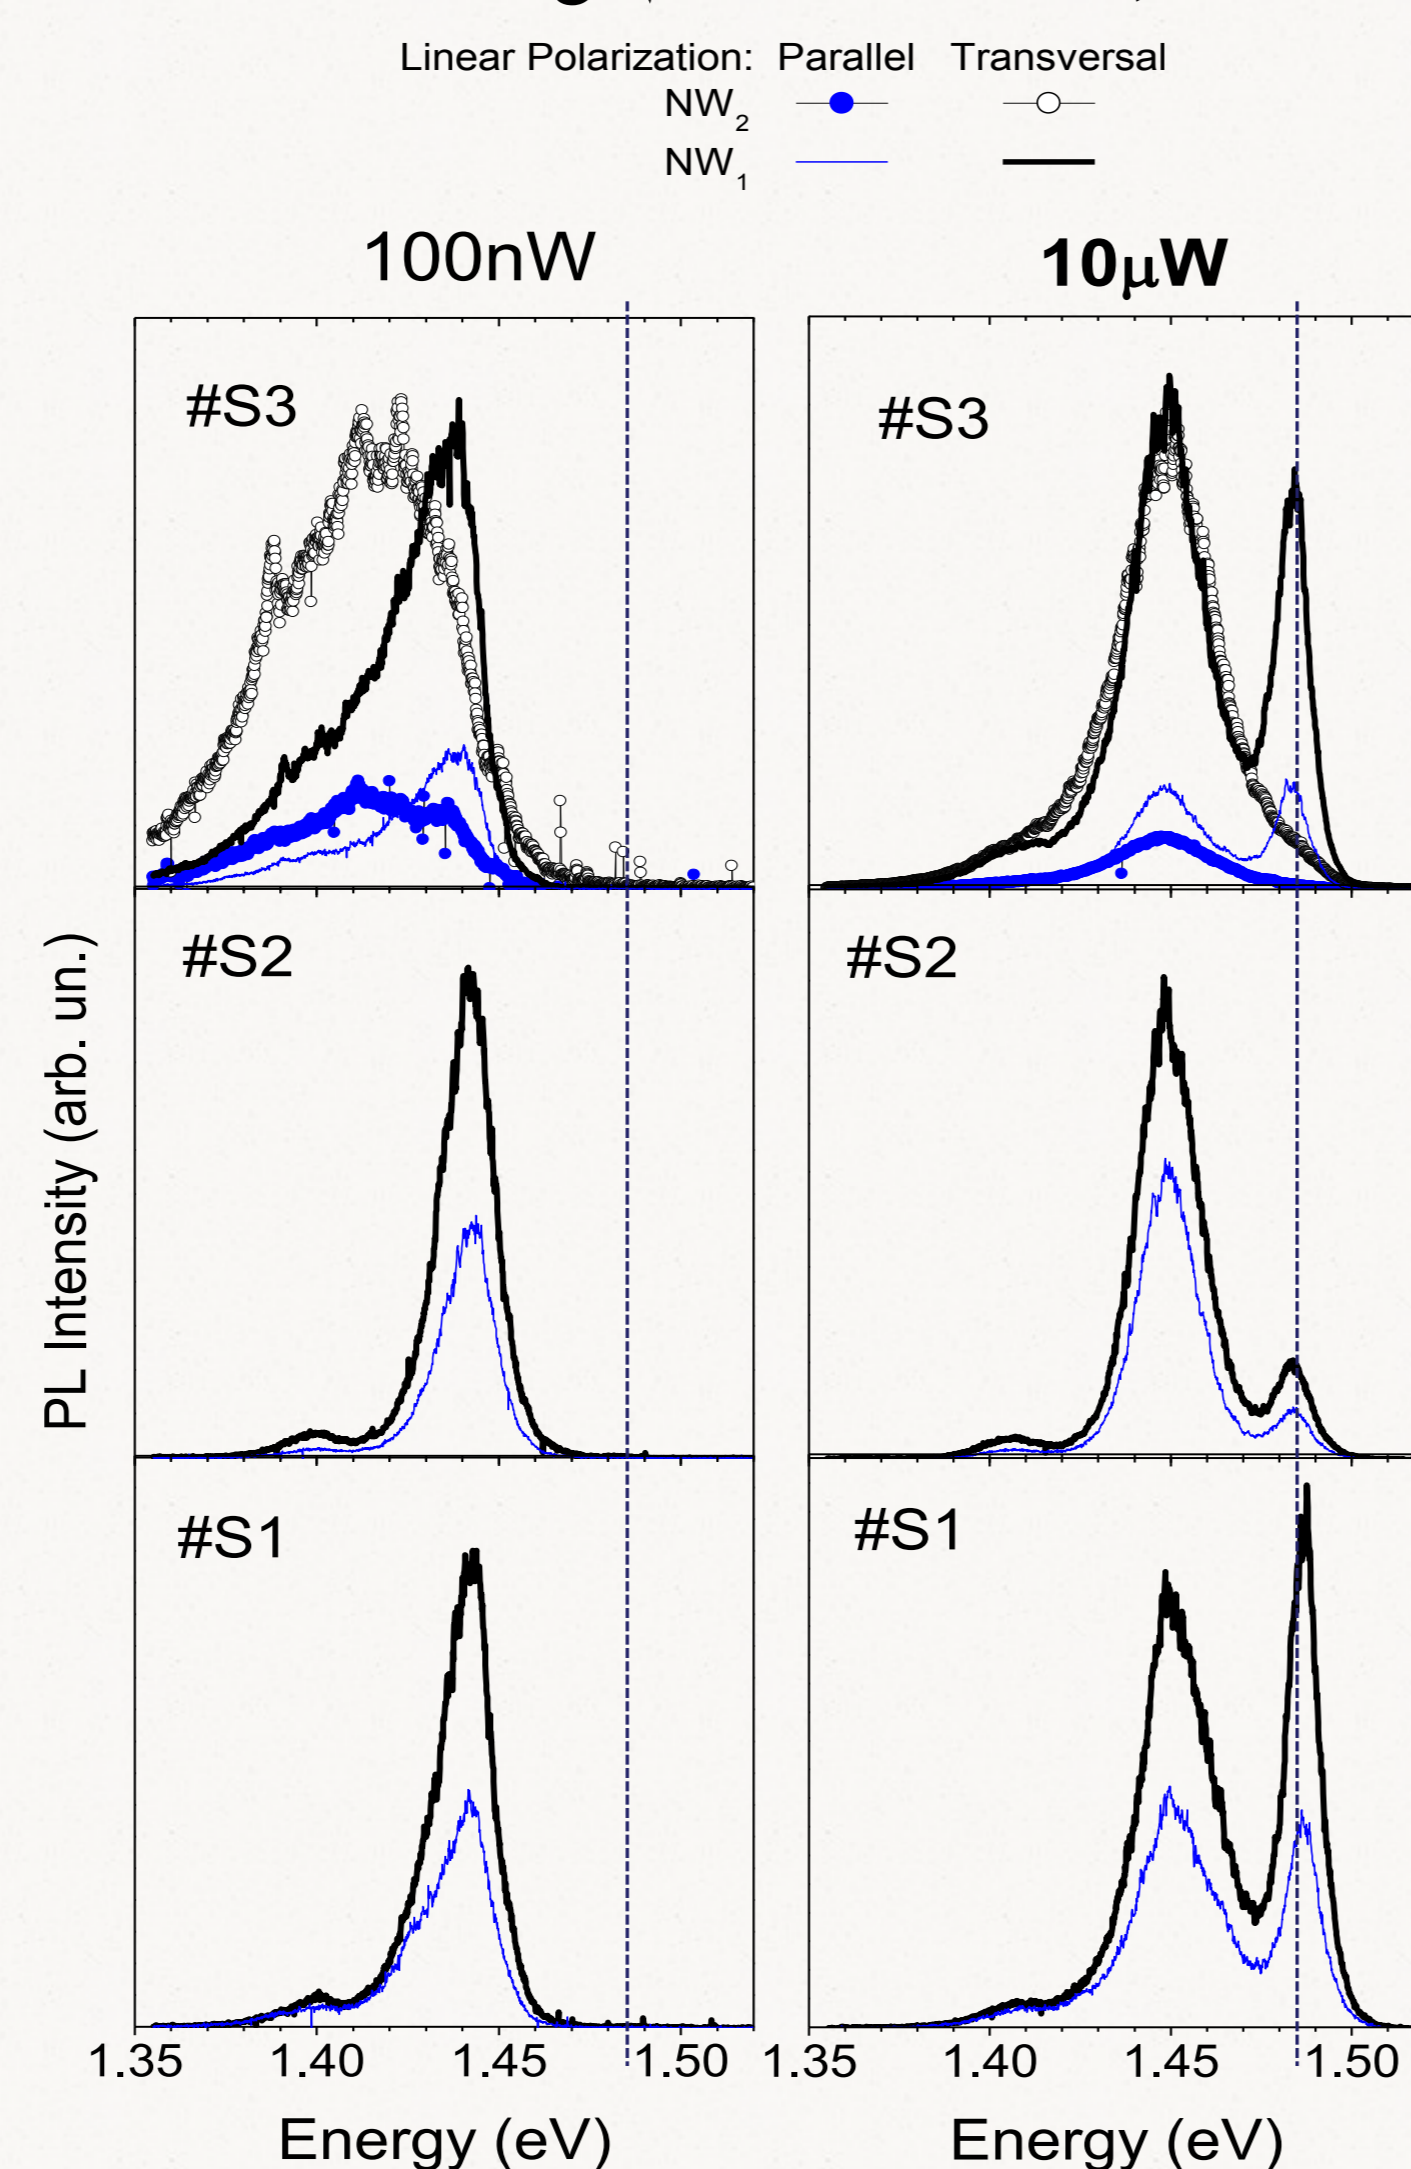 Linear Polarization: Parallel Transversal
NW2
NW1
100nW
10µW
#S3
#S3
#S2
#S2
#S1
#S1
PL Intensity (arb. un.)
1.35 1.40 1.45 1.50
1.35 1.40 1.45 1.50
Energy (eV)
Energy (eV)